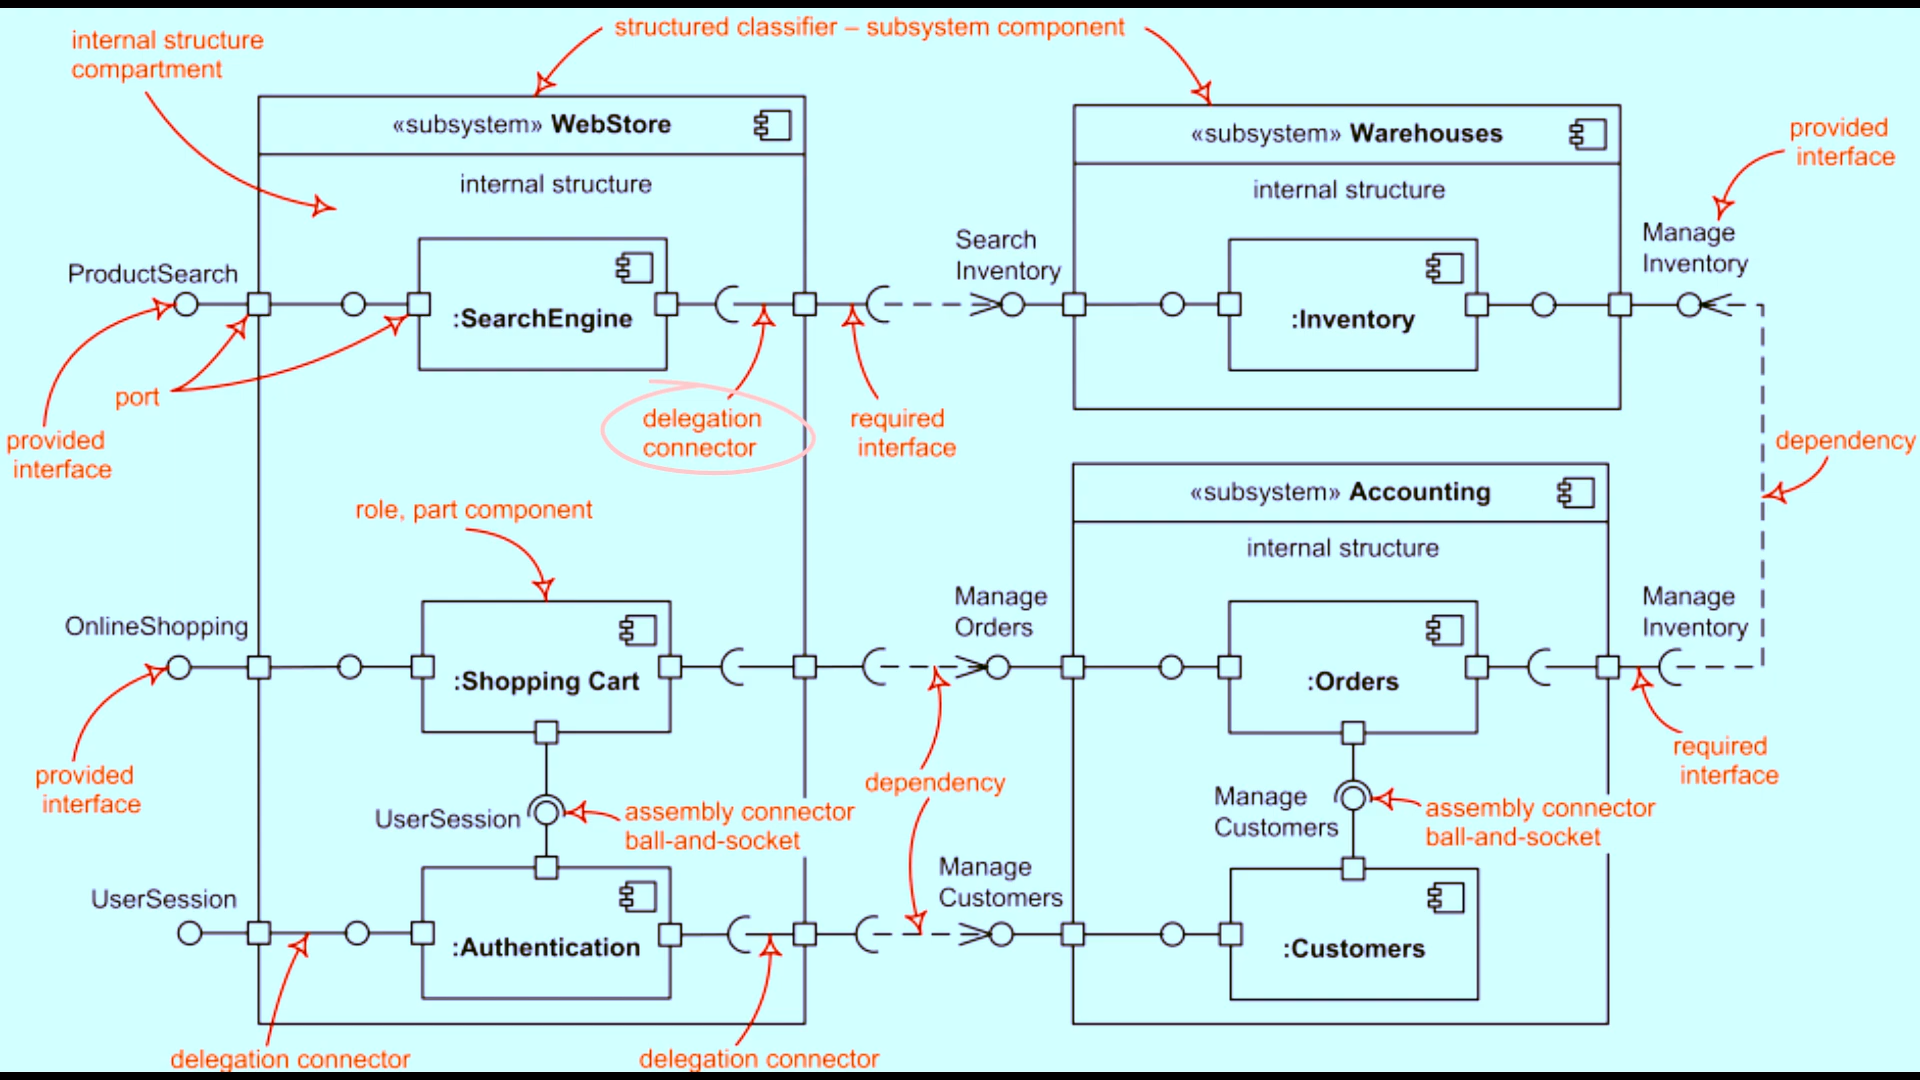 structured classifier – subsystem component
internal structure
compartment
«subsystem» WebStore
internal structure
«subsystem» Warehouses
internal structure
provided
interface
ProductSearch
:SearchEngine
Search
Inventory
:Inventory
Manage
Inventory
port
provided
interface
delegation
connector
required
interface
dependency
role, part component
«subsystem» Accounting
internal structure
OnlineShopping
:Shopping Cart
Manage
Orders
:Orders
Manage
Inventory
provided
interface
dependency
required
interface
UserSession
assembly connector
ball-and-socket
Manage
Customers
assembly connector
ball-and-socket
UserSession
:Authentication
Manage
Customers
:Customers
delegation connector
delegation connector